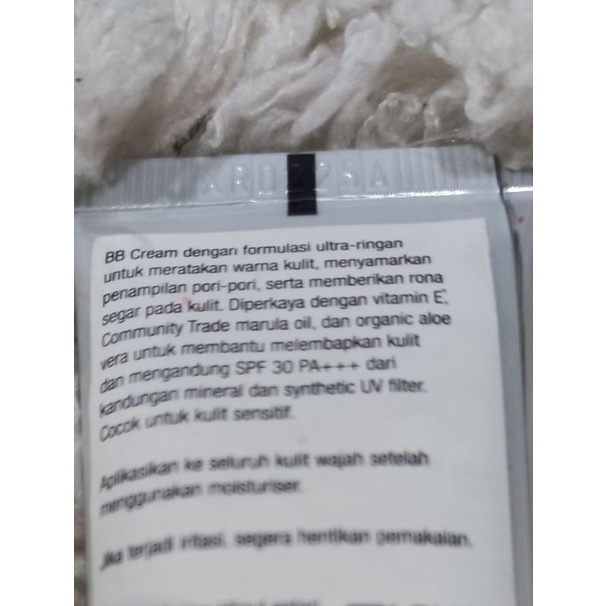 BB Cream dengan formulasi ultra-ringan
untuk meratakan warna kulit, menyamarkan
penampilan pori-pori, serta memberikan rona
segar pada kulit. Diperkaya dengan vitamin E,
Community Trade marula oil, dan organic aloe
vera untuk membantu melembapkan kulit
dan mengandung SPF 30 PA+++ dari
kandungan mineral dan synthetic UV filter.
Cocok untuk kulit sensitif.
Aplikasikan ke seluruh kulit wajah setelah
menggunakan moisturiser.
Jika terjadi iritasi, segera hentikan pemakaian.